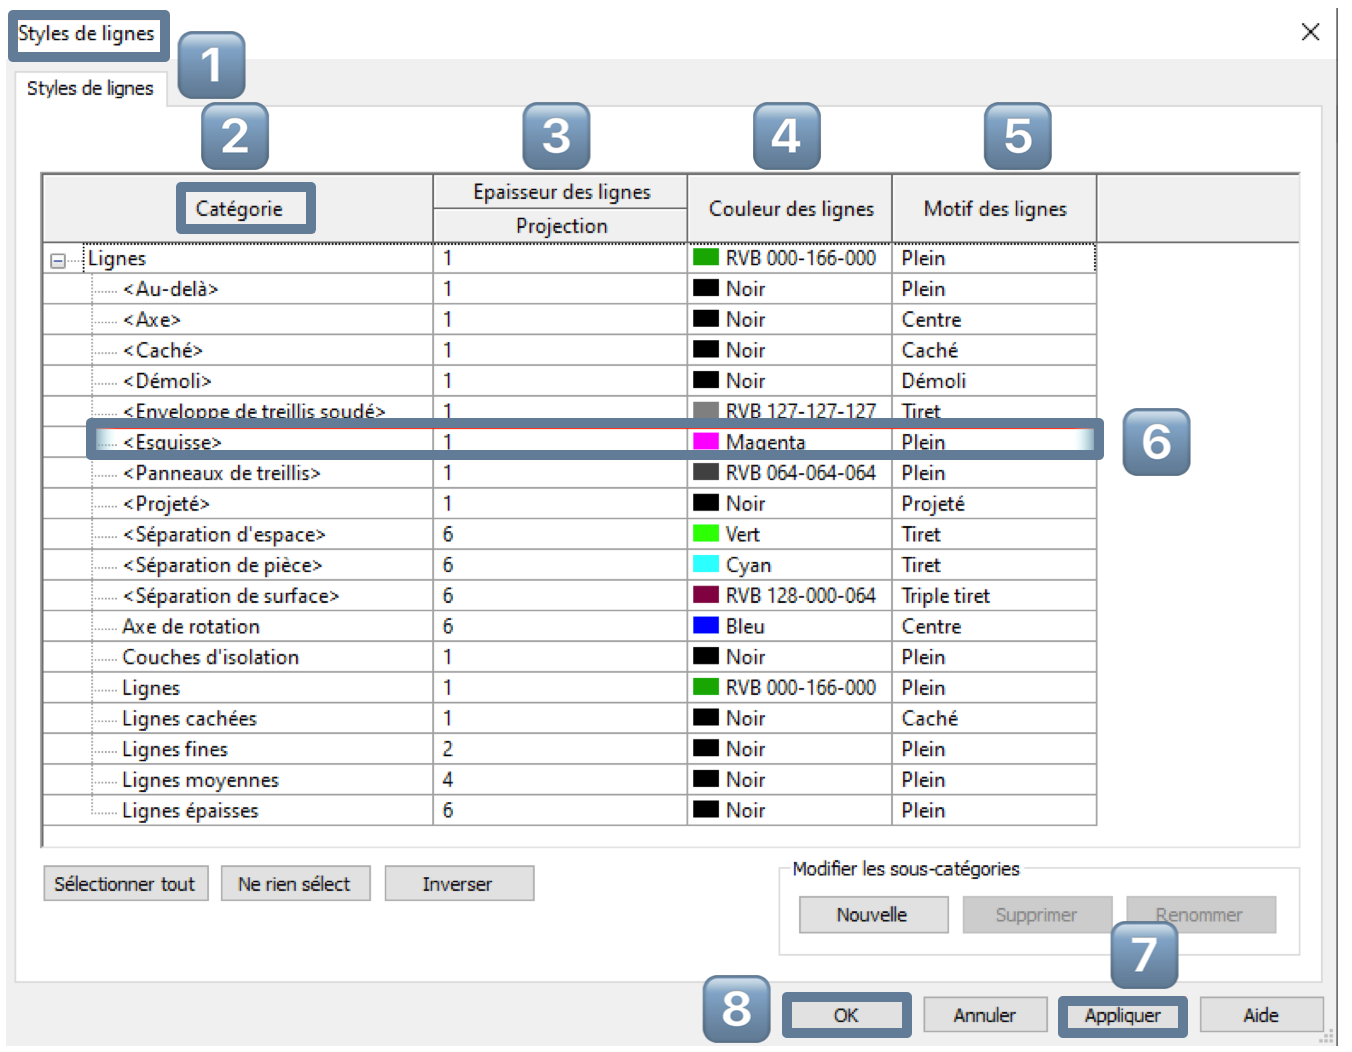 Styles de lignes
1
Styles de lignes
2 3 4 5
Catégorie Epaisseur des lignes Couleur des lignes Motif des lignes
Projection
Lignes 1 RVB 000-166-000 Plein
<Au-delà> 1 Noir Plein
<Axe> 1 Noir Centre
<Caché> 1 Noir Caché
<Démoli> 1 Noir Démoli
<Enveloppe de treillis soudé> 1 RVB 127-127-127 Tiret
<Esquisse> 1 Magenta Plein 6
<Panneaux de treillis> 1 RVB 064-064-064 Plein
<Projeté> 1 Noir Projeté
<Séparation d'espace> 6 Vert Tiret
<Séparation de pièce> 6 Cyan Tiret
<Séparation de surface> 6 RVB 128-000-064 Triple tiret
Axe de rotation 6 Bleu Centre
Couches d'isolation 1 Noir Plein
Lignes 1 RVB 000-166-000 Plein
Lignes cachées 1 Noir Caché
Lignes fines 2 Noir Plein
Lignes moyennes 4 Noir Plein
Lignes épaisses 6 Noir Plein
Modifier les sous-catégories
Sélectionner tout Ne rien sélect Inverser
Nouvelle Supprimer Renommer
7
8 OK Annuler Appliquer Aide